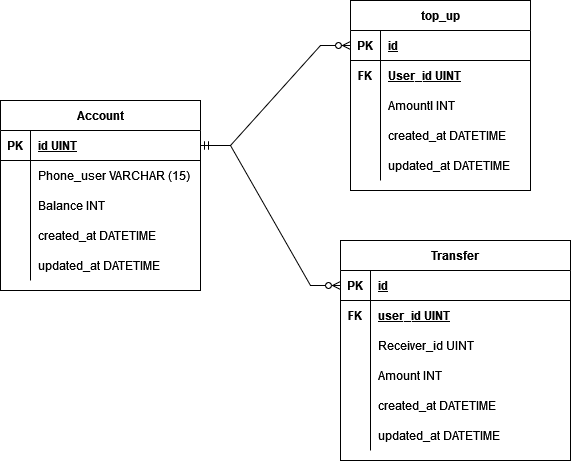 Account
PK id UINT
Phone_user VARCHAR (15)
Balance INT
created_at DATETIME
updated_at DATETIME
top_up
PK id
FK User_id UINT
Amountl INT
created_at DATETIME
updated_at DATETIME
Transfer
PK id
FK user_id UINT
Receiver_id UINT
Amount INT
created_at DATETIME
updated_at DATETIME